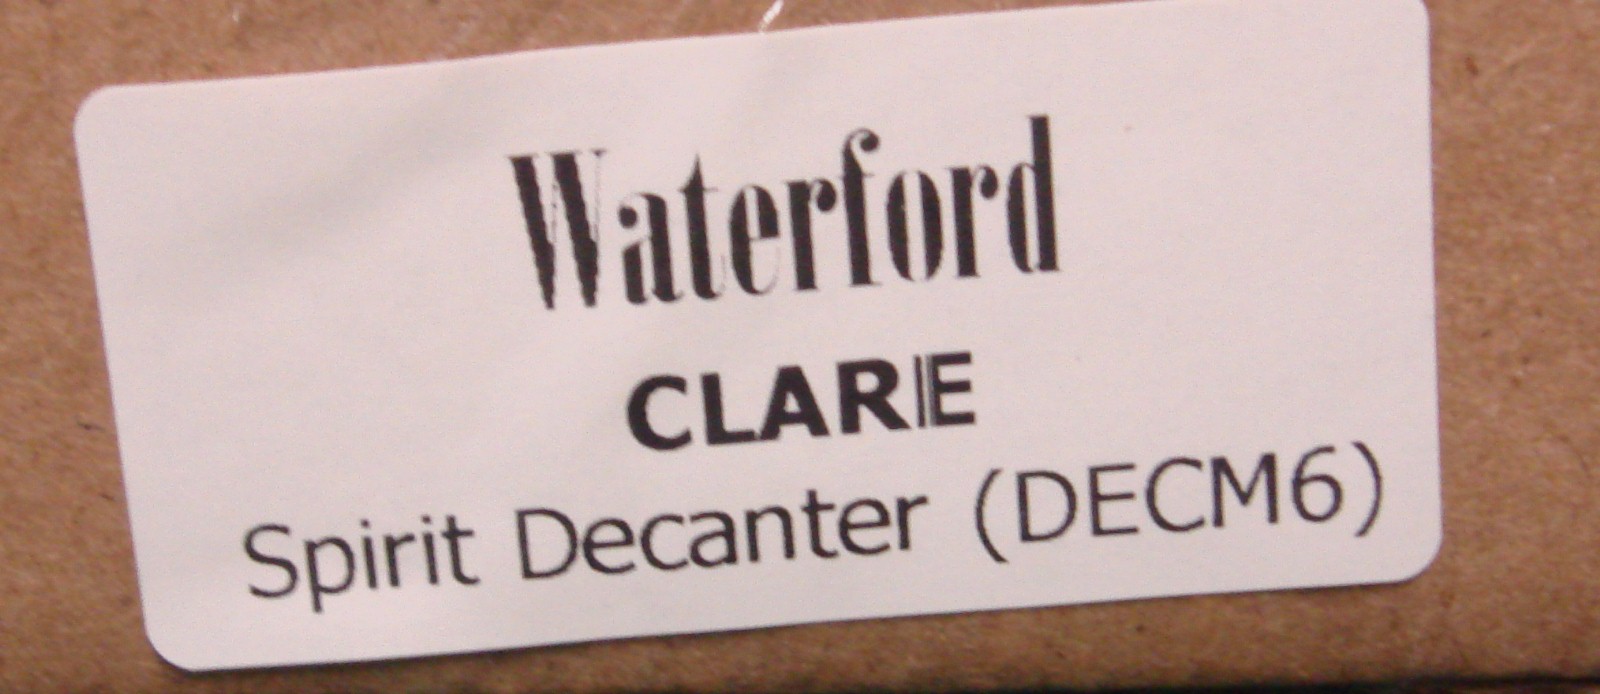 Waterford
CLARE
Spirit Decanter (DECM6)